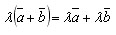 λ(a̅ + b̅) = λa̅ + λb̅